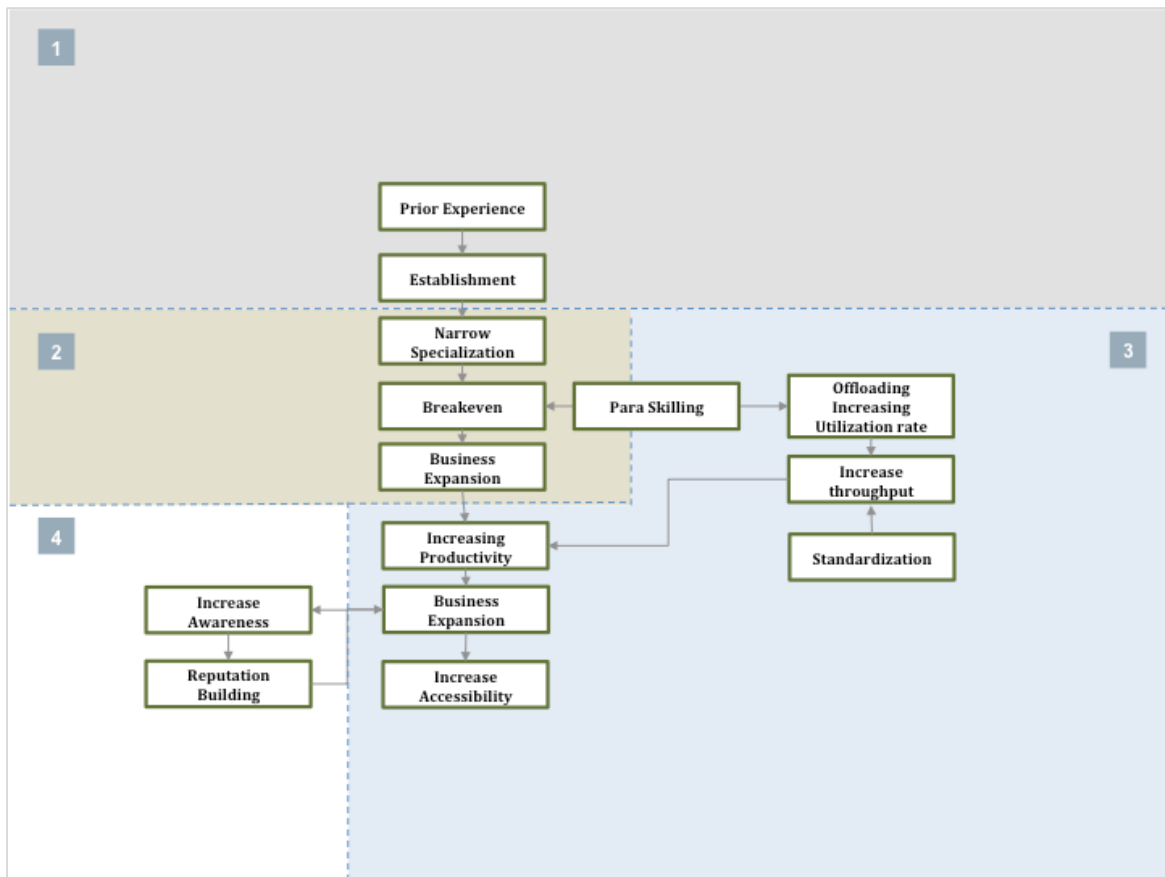 1
Prior Experience
Establishment
2
Narrow
Specialization
3
Breakeven
Para Skilling
Offloading
Increasing
Utilization rate
Business
Expansion
Increase
throughput
4
Increasing
Productivity
Standardization
Increase
Awareness
Business
Expansion
Reputation
Building
Increase
Accessibility